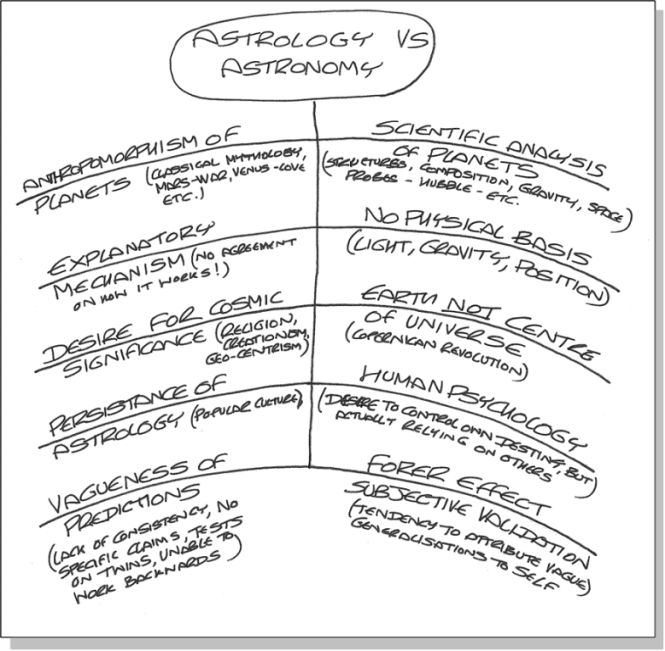 ASTROLOGY VS
ASTRONOMY
ANTHROPOMORPHISM OF
PLANETS (CLASSICAL MYTHOLOGY,
MARS-WAR, VENUS-LOVE
ETC.)
SCIENTIFIC ANALYSIS
OF PLANETS
(STRUCTURES, COMPOSITION, GRAVITY, SPACE
PROBES - HUBBLE - ETC.)
EXPLANATORY
MECHANISM (NO AGREEMENT
ON HOW IT WORKS!)
NO PHYSICAL BASIS
(LIGHT, GRAVITY, POSITION)
DESIRE FOR COSMIC
SIGNIFICANCE (RELIGION,
CREATIONISM,
GEO-CENTRISM)
EARTH NOT CENTRE
OF UNIVERSE
(COPERNICAN REVOLUTION)
PERSISTANCE OF
ASTROLOGY (POPULAR CULTURE)
HUMAN PSYCHOLOGY
(DESIRE TO CONTROL OWN DESTINY, BUT
ACTUALLY RELYING ON OTHERS)
VAGUENESS OF
PREDICTIONS
(LACK OF CONSISTENCY, NO
SPECIFIC CLAIMS, TESTS
ON TWINS, UNABLE TO
WORK BACKWARDS)
FORER EFFECT
SUBJECTIVE VALIDATION
(TENDENCY TO ATTRIBUTE VAGUE
GENERALISATIONS TO SELF)